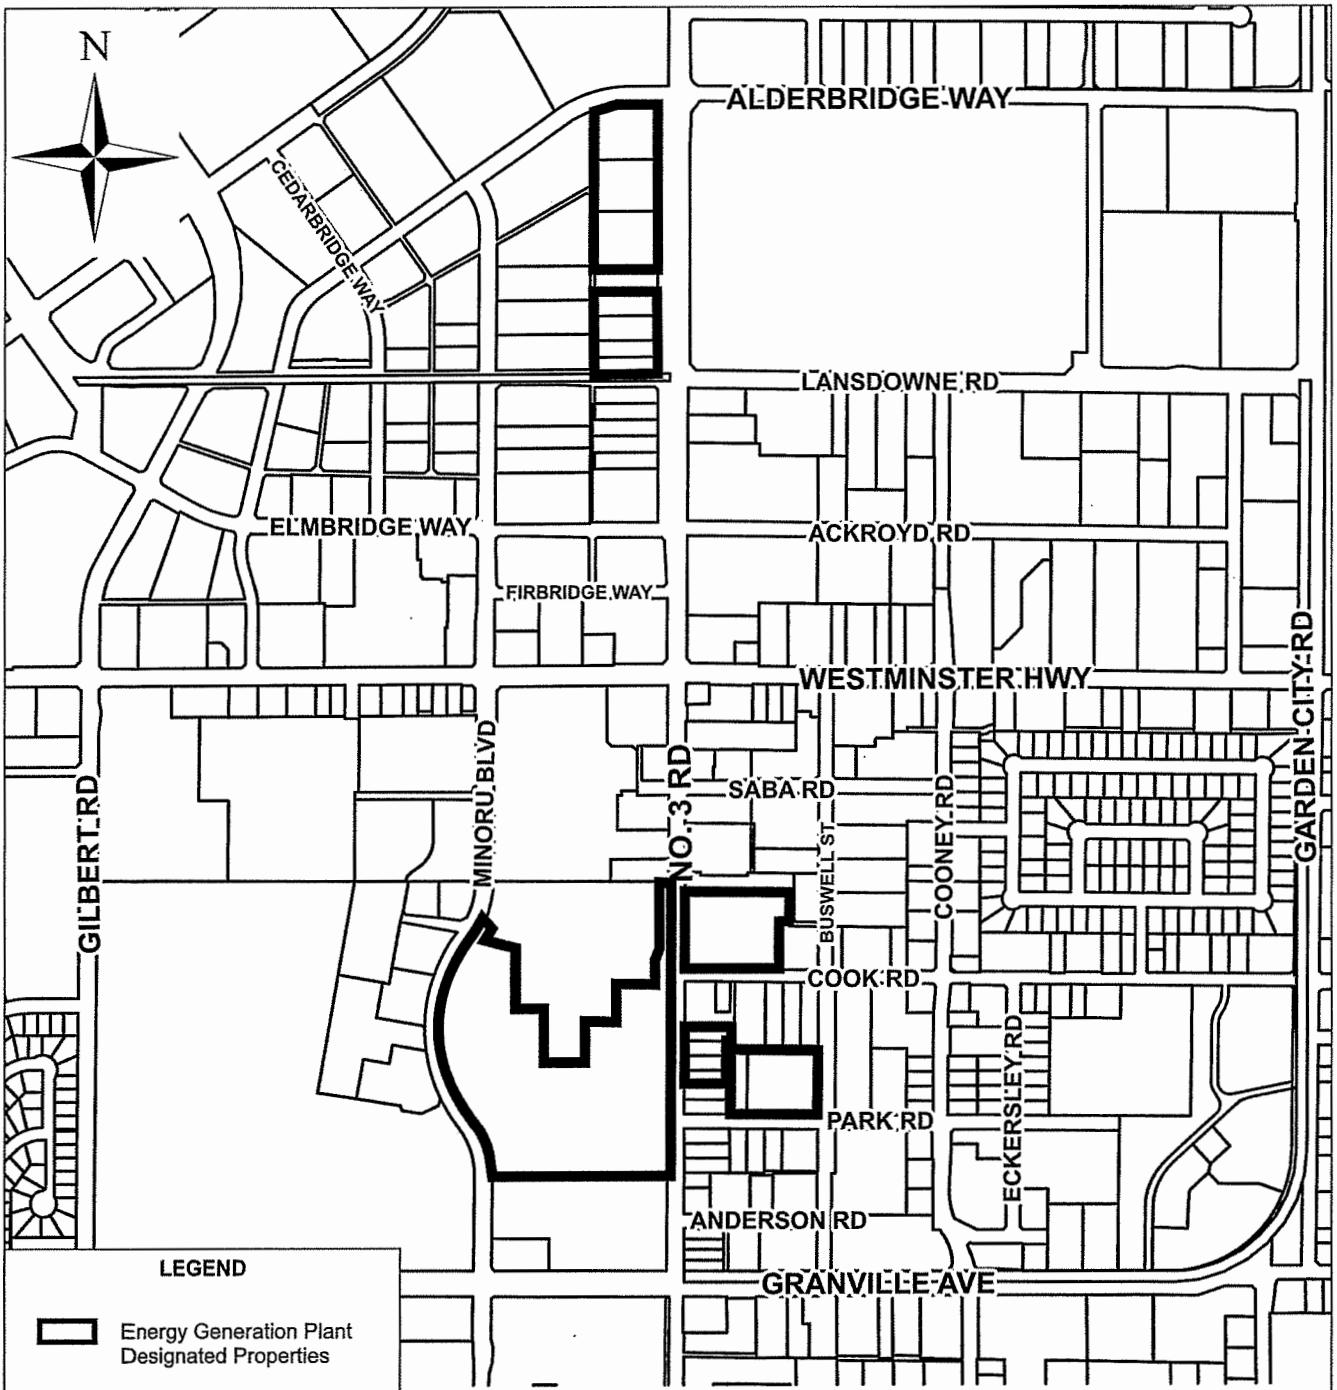 N
ALDERBRIDGE WAY
CEDARBRIDGE WAY
LANSDOWNE RD
ELMBRIDGE WAY
ACKROYD RD
FIRBRIDGE WAY
WESTMINSTER HWY
GARDEN CITY RD
MINORU BLVD
NO. 3 RD
SABA RD
GILBERT RD
BUSWELL ST
COONEY RD
COOK RD
ECKERSLEY RD
PARK RD
ANDERSON RD
GRANVILLE AVE
LEGEND
Energy Generation Plant
Designated Properties